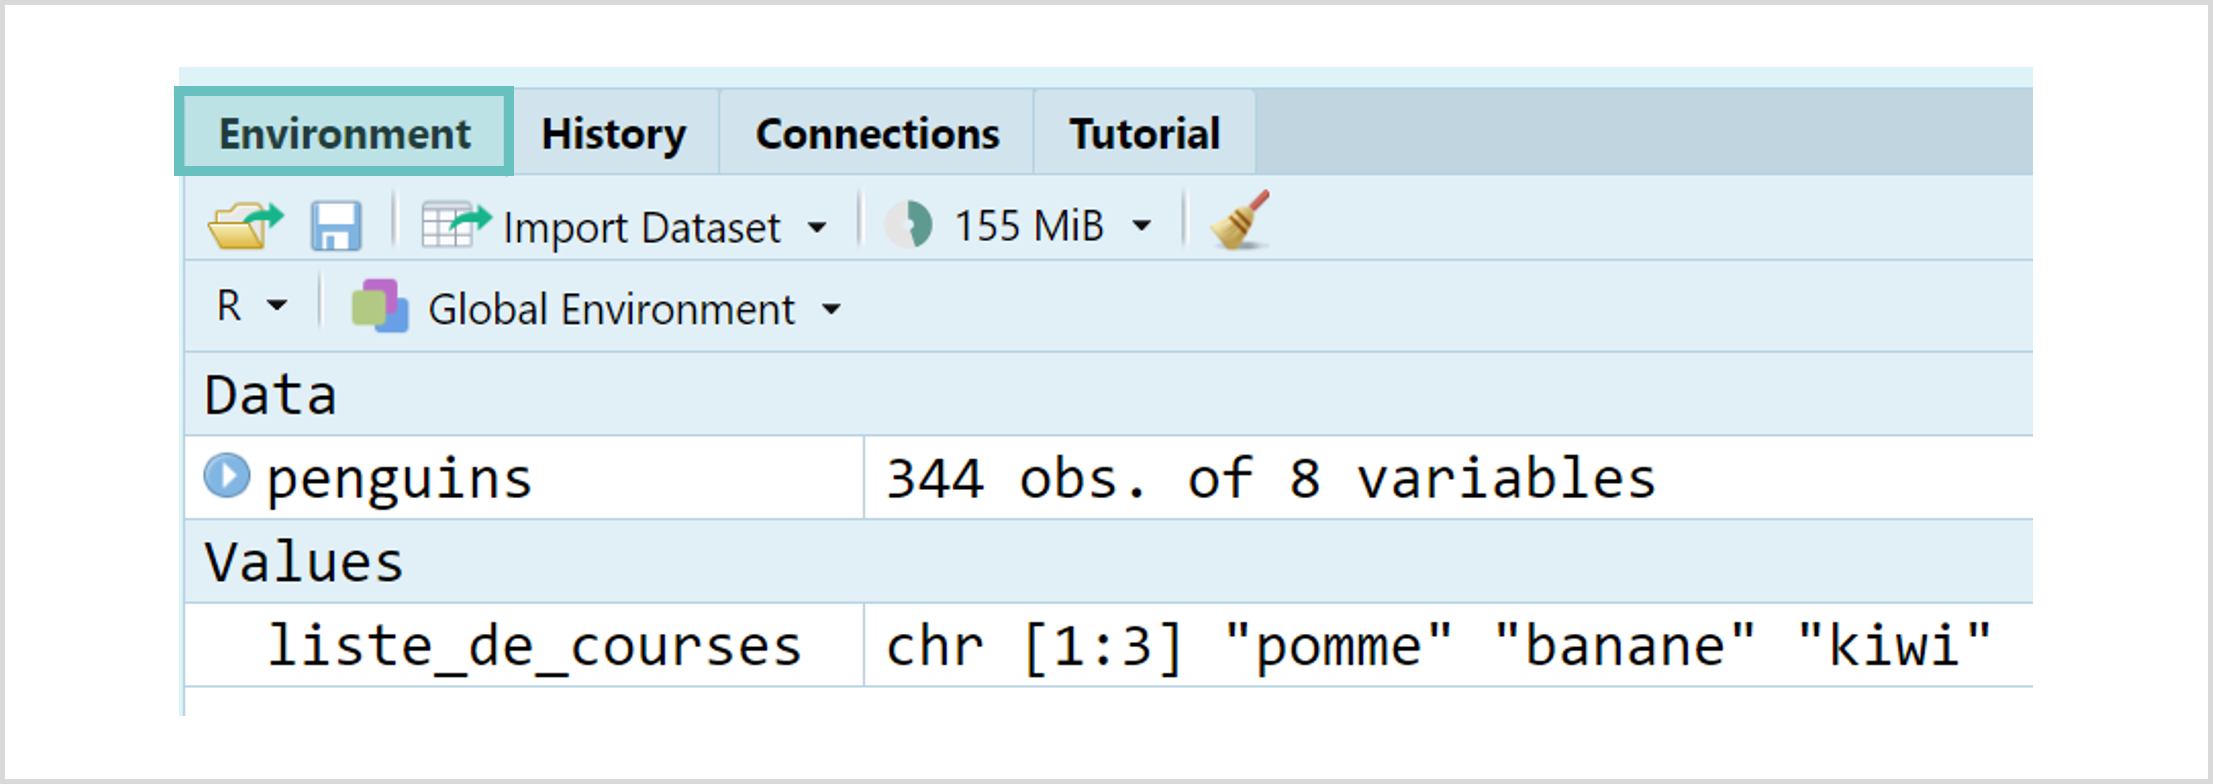 Environment History Connections Tutorial
Import Dataset 155 MiB
R Global Environment
Data
penguins 344 obs. of 8 variables
Values
liste_de_courses chr [1:3] "pomme" "banane" "kiwi"